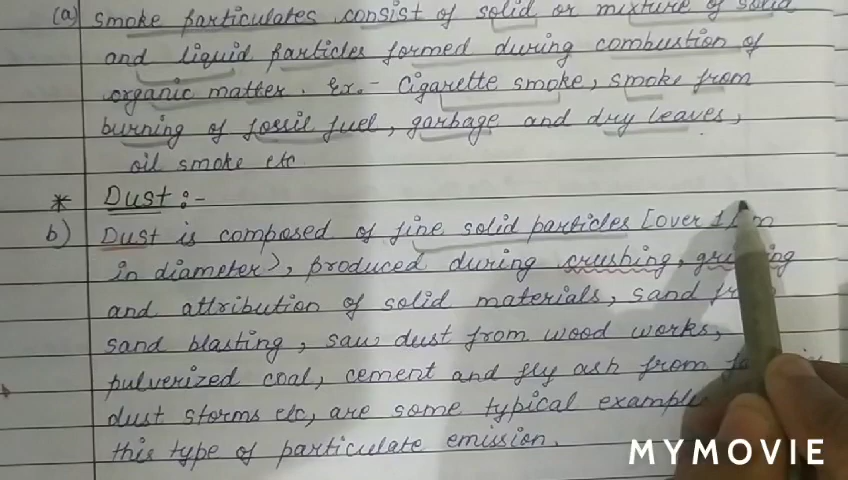 (a) Smoke particulates consist of solid or mixture of solid
and liquid particles formed during combustion of
organic matter. Ex.- Cigarette smoke, smoke from
burning of fossil fuel, garbage and dry leaves,
oil smoke etc
* Dust :-
b) Dust is composed of fine solid particles [over 1
in diameter), produced during crushing,
and attribution of solid materials, sand
sand blasting, saw dust from wood works,
pulverized coal, cement and fly ash from
dust storms etc, are some typical example
this type of particulate emission.
MYMOVIE